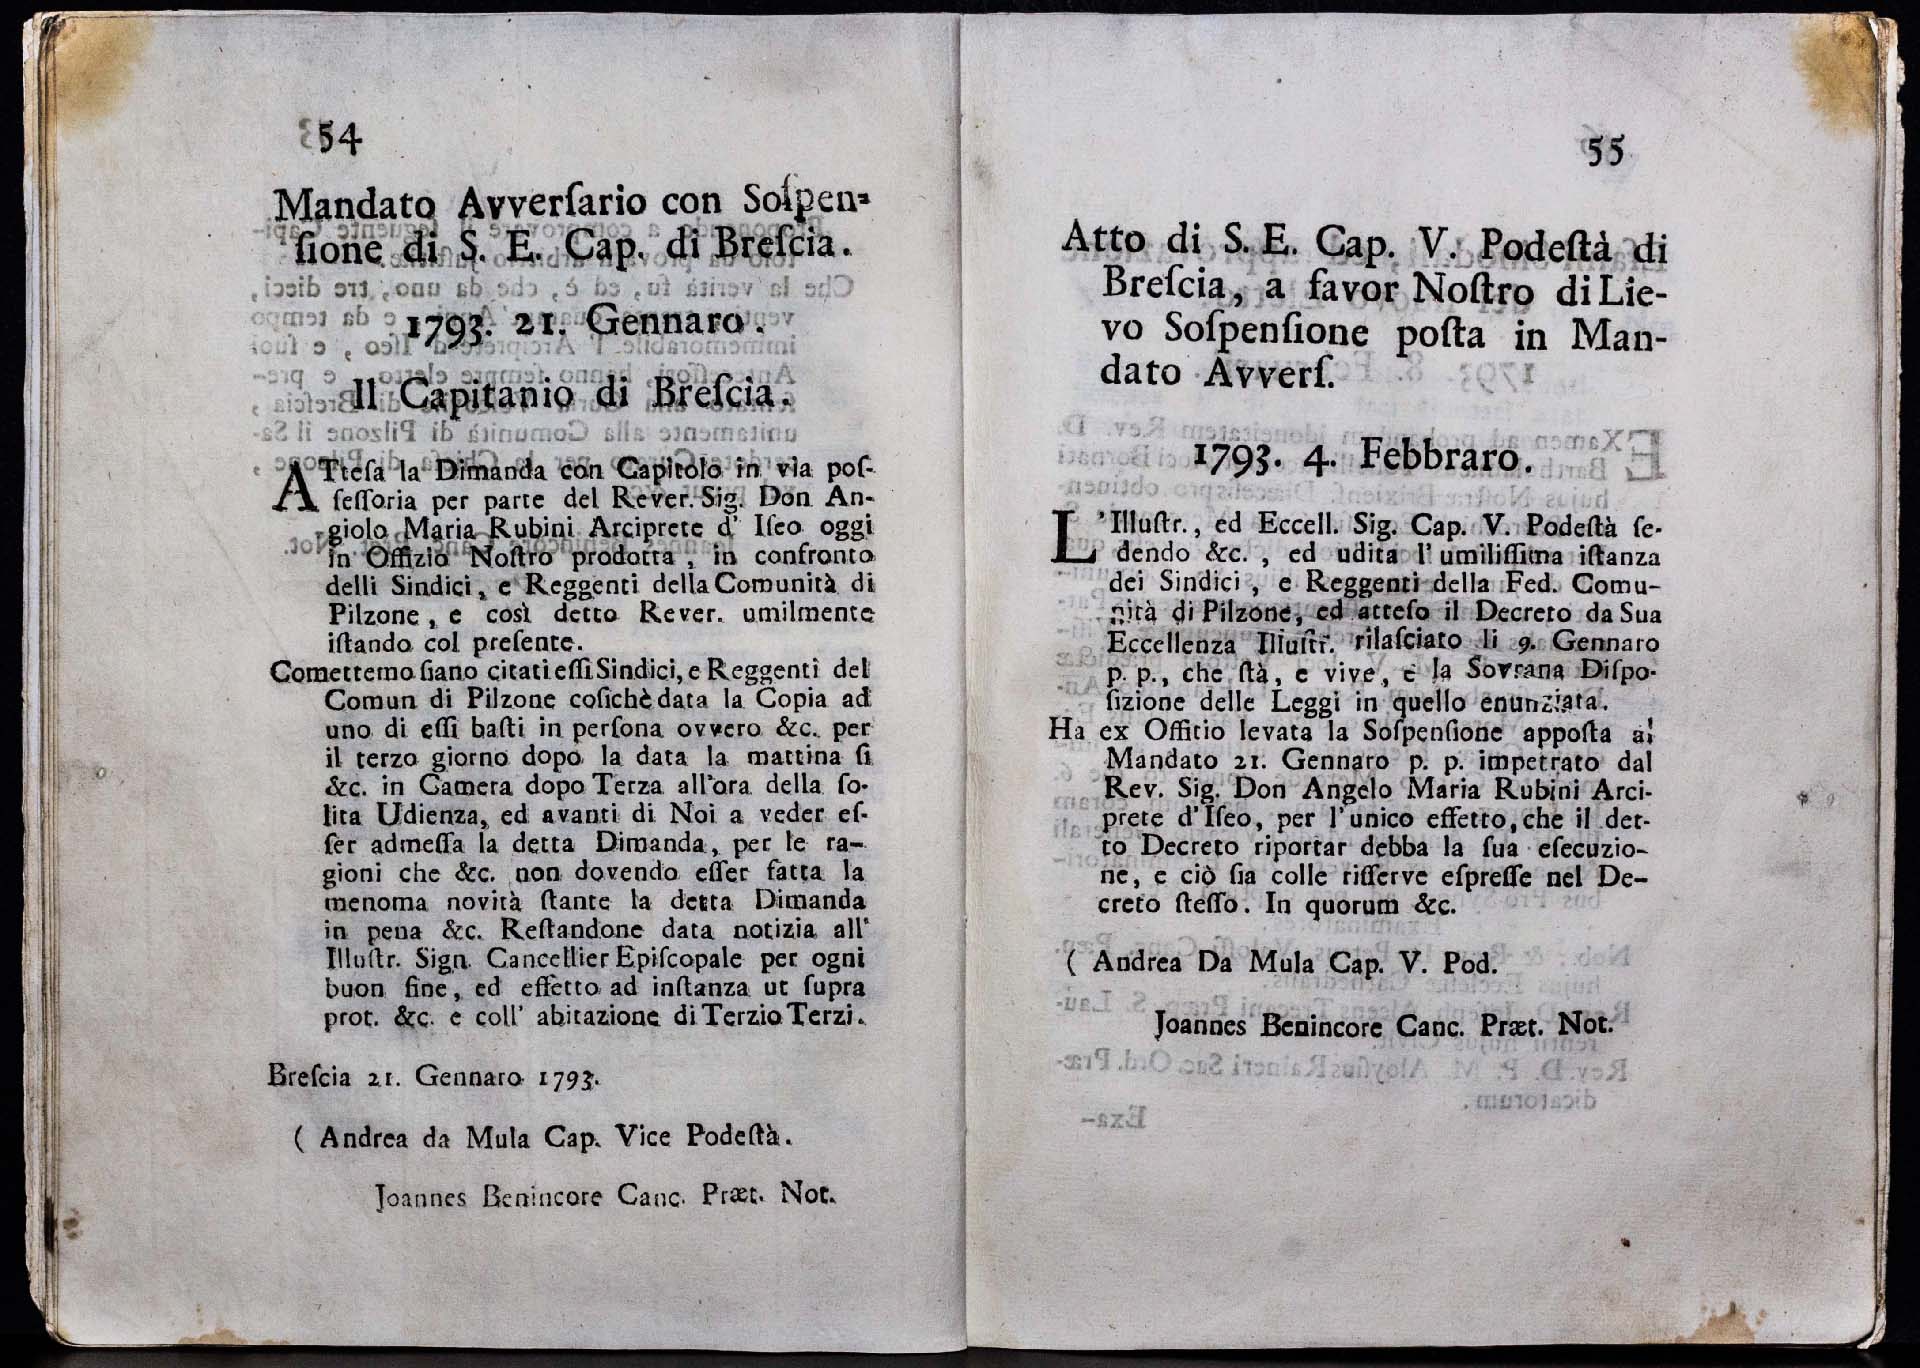 54
Mandato Avverſario con Soſpen-
ſione di S. E. Cap. di Breſcia.
1793. 21. Gennaro.
Il Capitanio di Breſcia.
ATteſa la Dimanda con Capitolo in via poſ-
ſeſſoria per parte del Rever. Sig. Don An-
giolo Maria Rubini Arciprete d' Iſeo oggi
in Offizio Noſtro prodotta, in confronto
delli Sindici, e Reggenti della Comunità di
Pilzone, e così detto Rever. umilmente
iſtando col preſente.
Comettemo ſiano citati eſſi Sindici, e Reggenti del
Comun di Pilzone coſichè data la Copia ad
uno di eſſi baſti in perſona ovvero &c. per
il terzo giorno dopo la data la mattina ſi
&c. in Camera dopo Terza all'ora della ſo-
lita Udienza, ed avanti di Noi a veder eſ-
ſer admeſſa la detta Dimanda, per le ra-
gioni che &c. non dovendo eſſer fatta la
menoma novità ſtante la detta Dimanda
in pena &c. Reſtandone data notizia all'
Illuſtr. Sign. Cancellier Epiſcopale per ogni
buon fine, ed effetto ad inſtanza ut ſupra
prot. &c. e coll' abitazione di Terzio Terzi.
Breſcia 21. Gennaro 1793.
( Andrea da Mula Cap. Vice Podeſtà.
Joannes Benincore Canc. Præt. Not.
55
Atto di S. E. Cap. V. Podeſtà di
Breſcia, a favor Noſtro di Lie-
vo Soſpenſione poſta in Man-
dato Avverſ.
1793. 4. Febbraro.
L'Illuſtr., ed Eccell. Sig. Cap. V. Podeſtà ſe-
dendo &c., ed udita l'umiliſſima iſtanza
dei Sindici, e Reggenti della Fed. Comu-
nità di Pilzone, ed atteſo il Decreto da Sua
Eccellenza Illuſtr. rilaſciato li 9. Gennaro
p. p., che ſtà, e vive, e la Sovrana Diſpo-
ſizione delle Leggi in quello enunziata.
Ha ex Offitio levata la Soſpenſione appoſta al
Mandato 21. Gennaro p. p. impetrato dal
Rev. Sig. Don Angelo Maria Rubini Arci-
prete d'Iſeo, per l'unico effetto, che il det-
to Decreto riportar debba la ſua eſecuzio-
ne, e ciò ſia colle riſſerve eſpreſſe nel De-
creto ſteſſo. In quorum &c.
( Andrea Da Mula Cap. V. Pod.
Joannes Benincore Canc. Præt. Not.